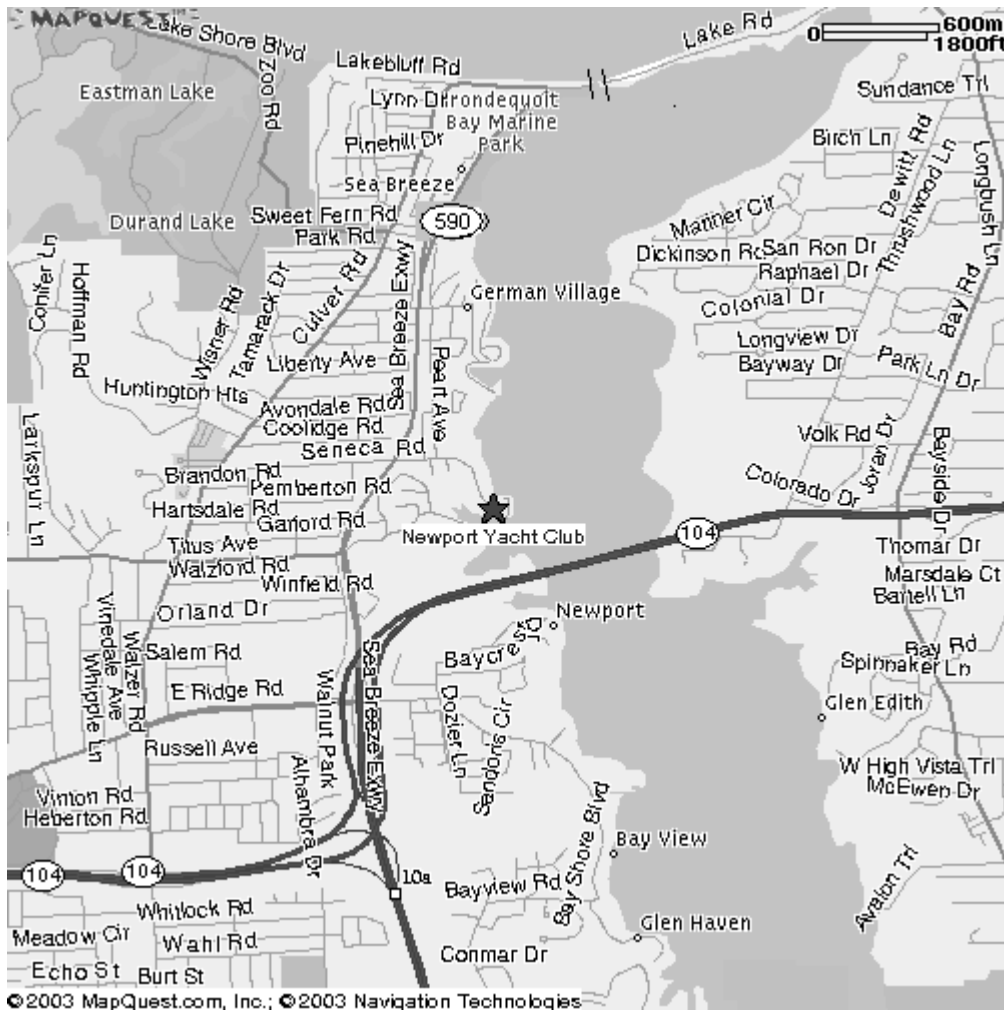 MAPQUEST
Lake Shore Blvd
Zoo Rd
Lakebluff Rd
Lake Rd
0 600m
1800ft
Eastman Lake
Lynn Dr
Irondequoit
Bay Marine
Park
Pinehill Dr
Sundance Trl
Birch Ln
Dewitt Rd
Thrushwood Ln
Longbush Ln
Sea Breeze
Durand Lake
Sweet Fern Rd
Park Rd
590
Mariner Cir
Dickinson Rd
San Ron Dr
Raphael Dr
Conifer Ln
Hoffman Rd
Wisner Rd
Tamarack Dr
Culver Rd
Sea Breeze Exwy
German Village
Colonial Dr
Bay Rd
Longview Dr
Bayway Dr
Park Ln Dr
Liberty Ave
Peart Ave
Huntington Hts
Avondale Rd
Coolidge Rd
Seneca Rd
Larkspur Ln
Brandon Rd
Pemberton Rd
Hartsdale Rd
Garford Rd
Volk Rd
Joran Dr
Bayside Dr
Colorado Dr
Newport Yacht Club
104
Titus Ave
Walzford Rd
Winfield Rd
Thomar Dr
Marsdale Ct
Bartell Ln
Orland Dr
Newport
Vinedale Ave
Whipple Ln
Walzer Rd
Salem Rd
Baycrest Dr
Bay Rd
Spinnaker Ln
E Ridge Rd
Walnut Park
Sea Breeze Exwy
Dozier Ln
Sandoris Cir
Glen Edith
Russell Ave
Alhambra Dr
W High Vista Trl
McEwen Dr
Vinton Rd
Heberton Rd
Bay Shore Blvd
Bay View
104
104
10a
Bayview Rd
Avalon Trl
Whitlock Rd
Glen Haven
Meadow Cir
Wahl Rd
Conmar Dr
Echo St
Burt St
©2003 MapQuest.com, Inc.; ©2003 Navigation Technologies